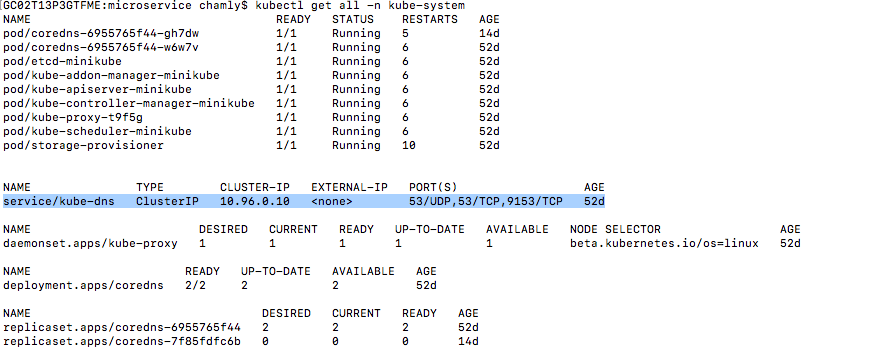 [GC02T13P3GTFME:microservice chamly$ kubectl get all -n kube-system
NAME READY STATUS RESTARTS AGE
pod/coredns-6955765f44-gh7dw 1/1 Running 5 14d
pod/coredns-6955765f44-w6w7v 1/1 Running 6 52d
pod/etcd-minikube 1/1 Running 6 52d
pod/kube-addon-manager-minikube 1/1 Running 6 52d
pod/kube-apiserver-minikube 1/1 Running 6 52d
pod/kube-controller-manager-minikube 1/1 Running 6 52d
pod/kube-proxy-t9f5g 1/1 Running 6 52d
pod/kube-scheduler-minikube 1/1 Running 6 52d
pod/storage-provisioner 1/1 Running 10 52d
NAME TYPE CLUSTER-IP EXTERNAL-IP PORT(S) AGE
service/kube-dns ClusterIP 10.96.0.10 <none> 53/UDP,53/TCP,9153/TCP 52d
NAME DESIRED CURRENT READY UP-TO-DATE AVAILABLE NODE SELECTOR AGE
daemonset.apps/kube-proxy 1 1 1 1 1 beta.kubernetes.io/os=linux 52d
NAME READY UP-TO-DATE AVAILABLE AGE
deployment.apps/coredns 2/2 2 2 52d
NAME DESIRED CURRENT READY AGE
replicaset.apps/coredns-6955765f44 2 2 2 52d
replicaset.apps/coredns-7f85fdfc6b 0 0 0 14d